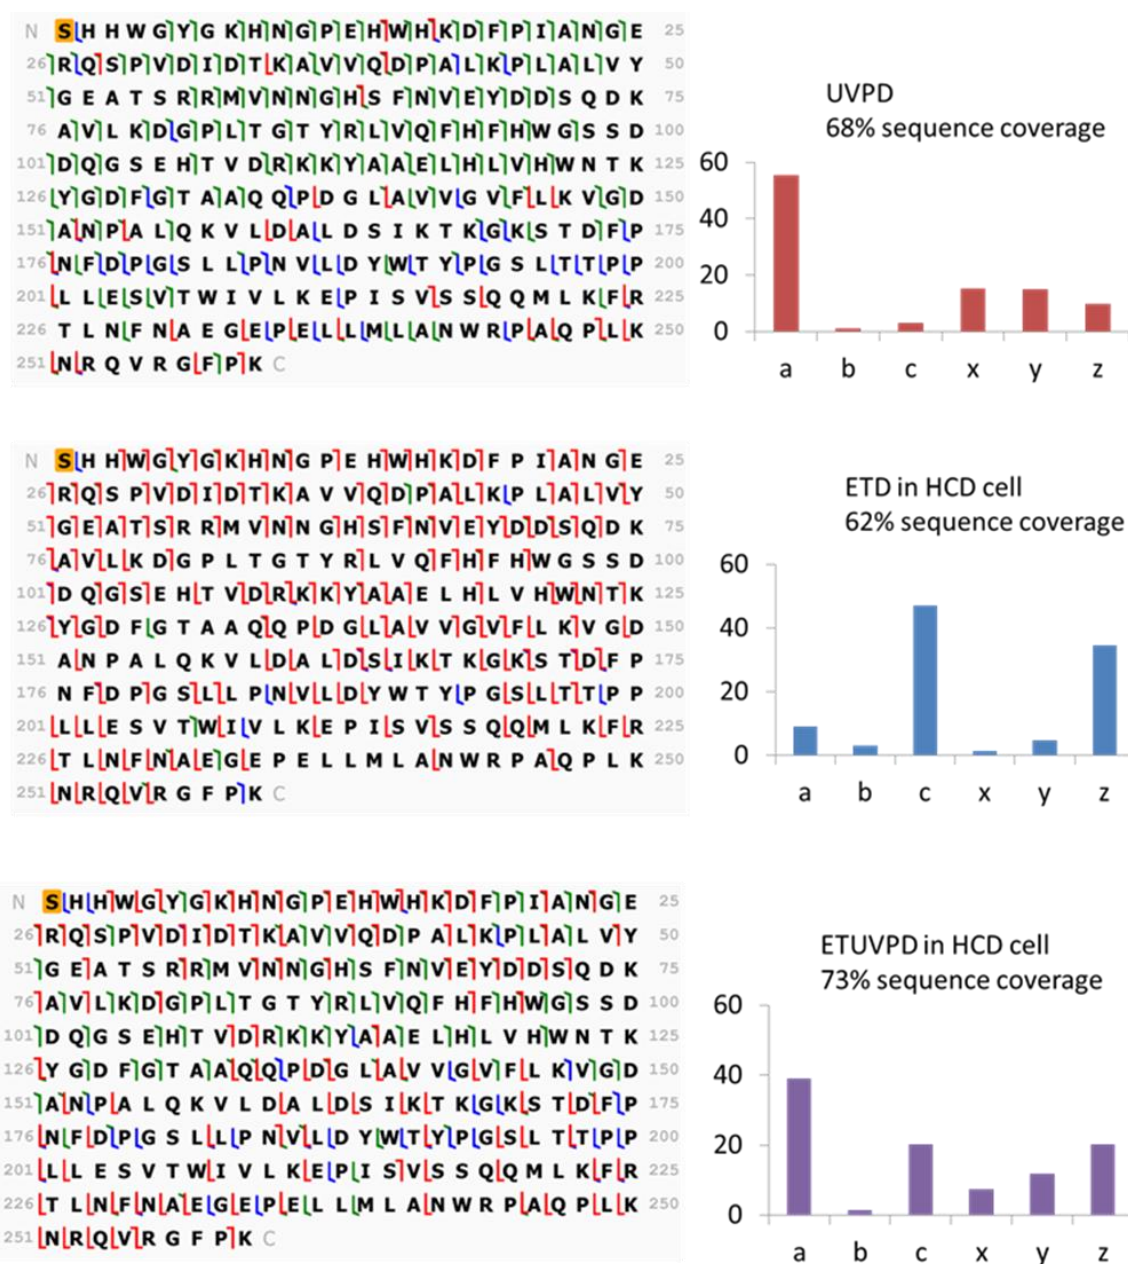 N S H H W G Y G K H N G P E H W H K D F P I A N G E 25
26 R Q S P V D I D T K A V V Q D P A L K P L A L V Y 50
51 G E A T S R R M V N N G H S F N V E Y D D S Q D K 75
76 A V L K D G P L T G T Y R L V Q F H F H W G S S D 100
101 D Q G S E H T V D R K K Y A A E L H L V H W N T K 125
126 Y G D F G T A A Q Q P D G L A V V G V F L K V G D 150
151 A N P A L Q K V L D A L D S I K T K G K S T D F P 175
176 N F D P G S L L P N V L D Y W T Y P G S L T T P P 200
201 L L E S V T W I V L K E P I S V S S Q Q M L K F R 225
226 T L N F N A E G E P E L L M L A N W R P A Q P L K 250
251 N R Q V R G F P K C
UVPD
68% sequence coverage
60
40
20
0
a b c x y z
N S H H W G Y G K H N G P E H W H K D F P I A N G E 25
26 R Q S P V D I D T K A V V Q D P A L K P L A L V Y 50
51 G E A T S R R M V N N G H S F N V E Y D D S Q D K 75
76 A V L K D G P L T G T Y R L V Q F H F H W G S S D 100
101 D Q G S E H T V D R K K Y A A E L H L V H W N T K 125
126 Y G D F G T A A Q Q P D G L A V V G V F L K V G D 150
151 A N P A L Q K V L D A L D S I K T K G K S T D F P 175
176 N F D P G S L L P N V L D Y W T Y P G S L T T P P 200
201 L L E S V T W I V L K E P I S V S S Q Q M L K F R 225
226 T L N F N A E G E P E L L M L A N W R P A Q P L K 250
251 N R Q V R G F P K C
ETD in HCD cell
62% sequence coverage
60
40
20
0
a b c x y z
N S H H W G Y G K H N G P E H W H K D F P I A N G E 25
26 R Q S P V D I D T K A V V Q D P A L K P L A L V Y 50
51 G E A T S R R M V N N G H S F N V E Y D D S Q D K 75
76 A V L K D G P L T G T Y R L V Q F H F H W G S S D 100
101 D Q G S E H T V D R K K Y A A E L H L V H W N T K 125
126 Y G D F G T A A Q Q P D G L A V V G V F L K V G D 150
151 A N P A L Q K V L D A L D S I K T K G K S T D F P 175
176 N F D P G S L L P N V L D Y W T Y P G S L T T P P 200
201 L L E S V T W I V L K E P I S V S S Q Q M L K F R 225
226 T L N F N A E G E P E L L M L A N W R P A Q P L K 250
251 N R Q V R G F P K C
ETUVPD in HCD cell
73% sequence coverage
60
40
20
0
a b c x y z